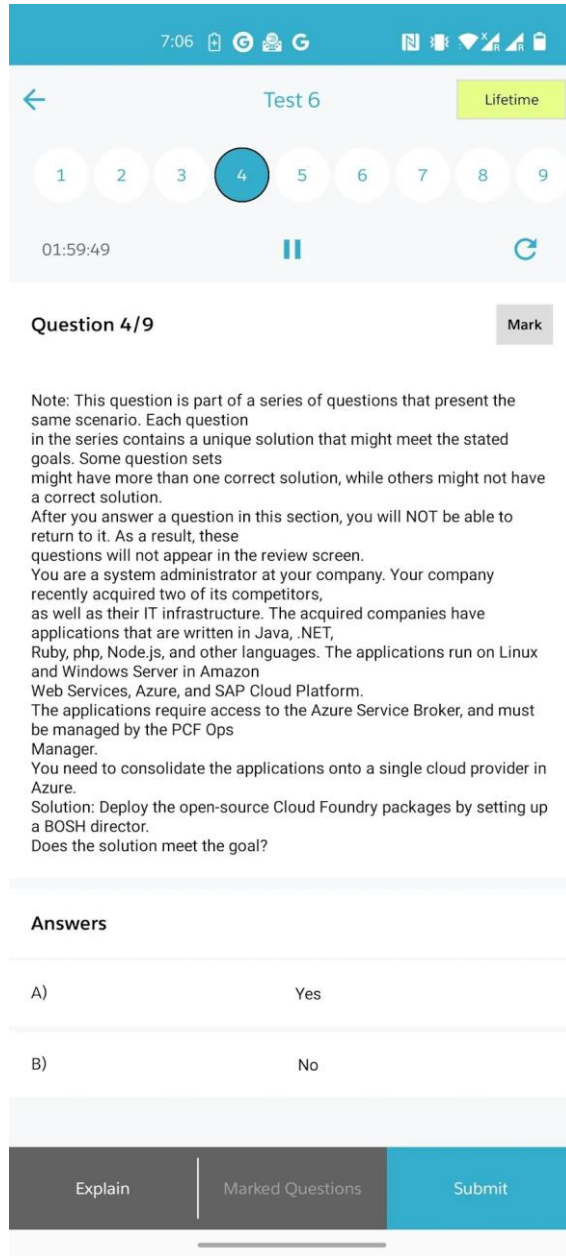 7:06
Test 6
Lifetime
1 2 3 4 5 6 7 8 9
01:59:49
Question 4/9
Mark
Note: This question is part of a series of questions that present the
same scenario. Each question
in the series contains a unique solution that might meet the stated
goals. Some question sets
might have more than one correct solution, while others might not have
a correct solution.
After you answer a question in this section, you will NOT be able to
return to it. As a result, these
questions will not appear in the review screen.
You are a system administrator at your company. Your company
recently acquired two of its competitors,
as well as their IT infrastructure. The acquired companies have
applications that are written in Java, .NET,
Ruby, php, Node.js, and other languages. The applications run on Linux
and Windows Server in Amazon
Web Services, Azure, and SAP Cloud Platform.
The applications require access to the Azure Service Broker, and must
be managed by the PCF Ops
Manager.
You need to consolidate the applications onto a single cloud provider in
Azure.
Solution: Deploy the open-source Cloud Foundry packages by setting up
a BOSH director.
Does the solution meet the goal?
Answers
A) Yes
B) No
Explain
Marked Questions
Submit